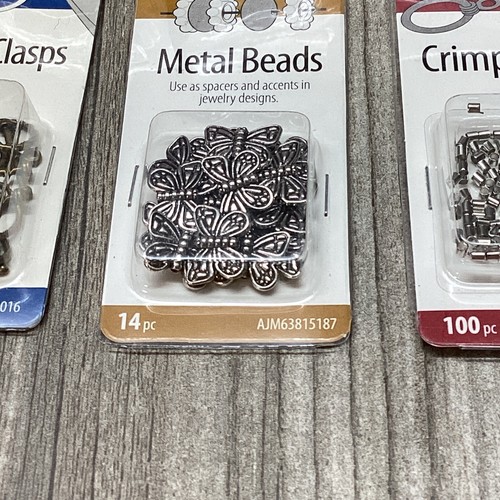 Clasps
016
Metal Beads
Use as spacers and accents in
jewelry designs.
14 pc
AJM63815187
Crimp
100 pc